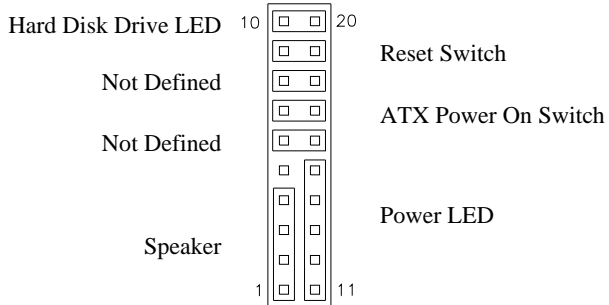 Hard Disk Drive LED 10 20
Reset Switch
Not Defined
ATX Power On Switch
Not Defined
Power LED
Speaker
1 11